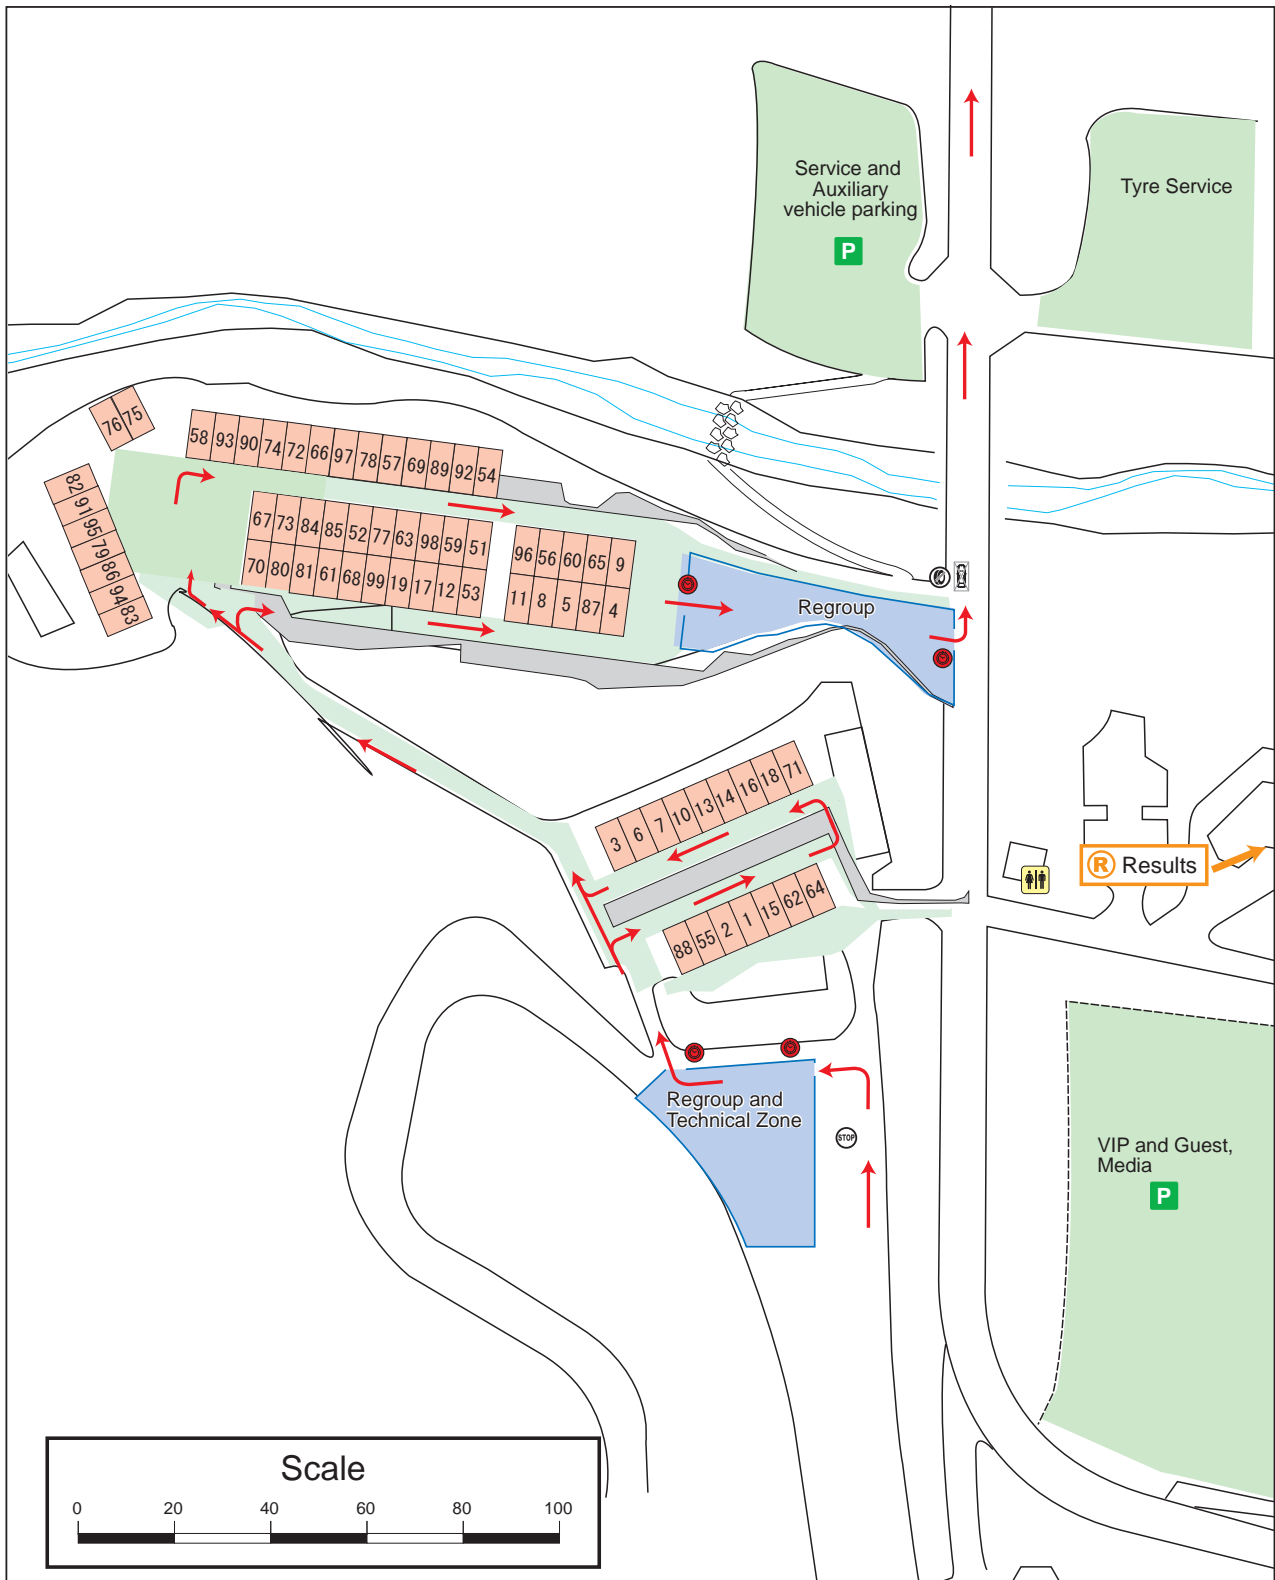 Service and
Auxiliary
vehicle parking
P
Tyre Service
76 75
58 93 90 74 72 66 97 78 57 69 89 92 54
82 91 95 79 86 94 83
67 73 84 85 52 77 63 98 59 51
70 80 81 61 68 99 19 17 12 53
96 56 60 65 9
11 8 5 87 4
Regroup
3 6 7 10 13 14 16 18 71
88 55 2 1 15 62 64
R Results
Regroup and
Technical Zone
STOP
VIP and Guest,
Media
P
Scale
0 20 40 60 80 100